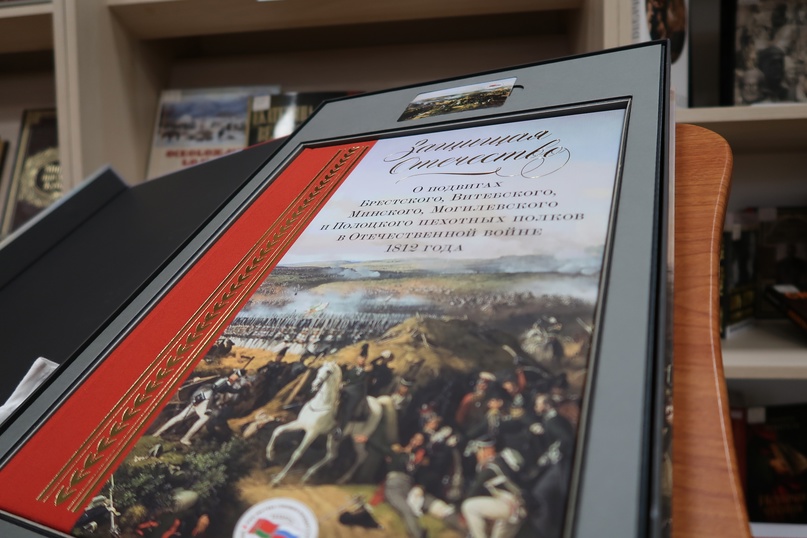 Защищая
Отечество
О подвигах
Брестского, Витебского,
Минского, Могилевского
и Полоцкого пехотных полков
в Отечественной войне
1812 года